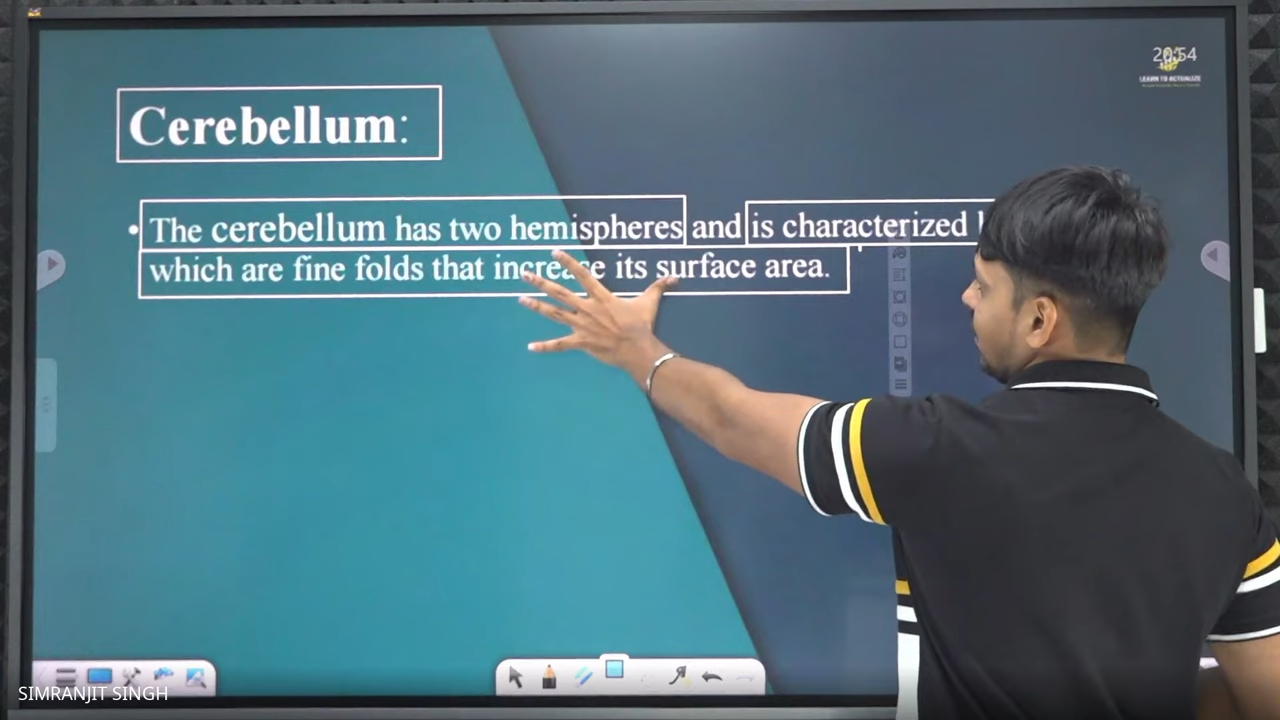 20:54
LEARN TO ACTUALIZE
Cerebellum:
• The cerebellum has two hemispheres and is characterized
which are fine folds that increase its surface area.
SIMRANJIT SINGH